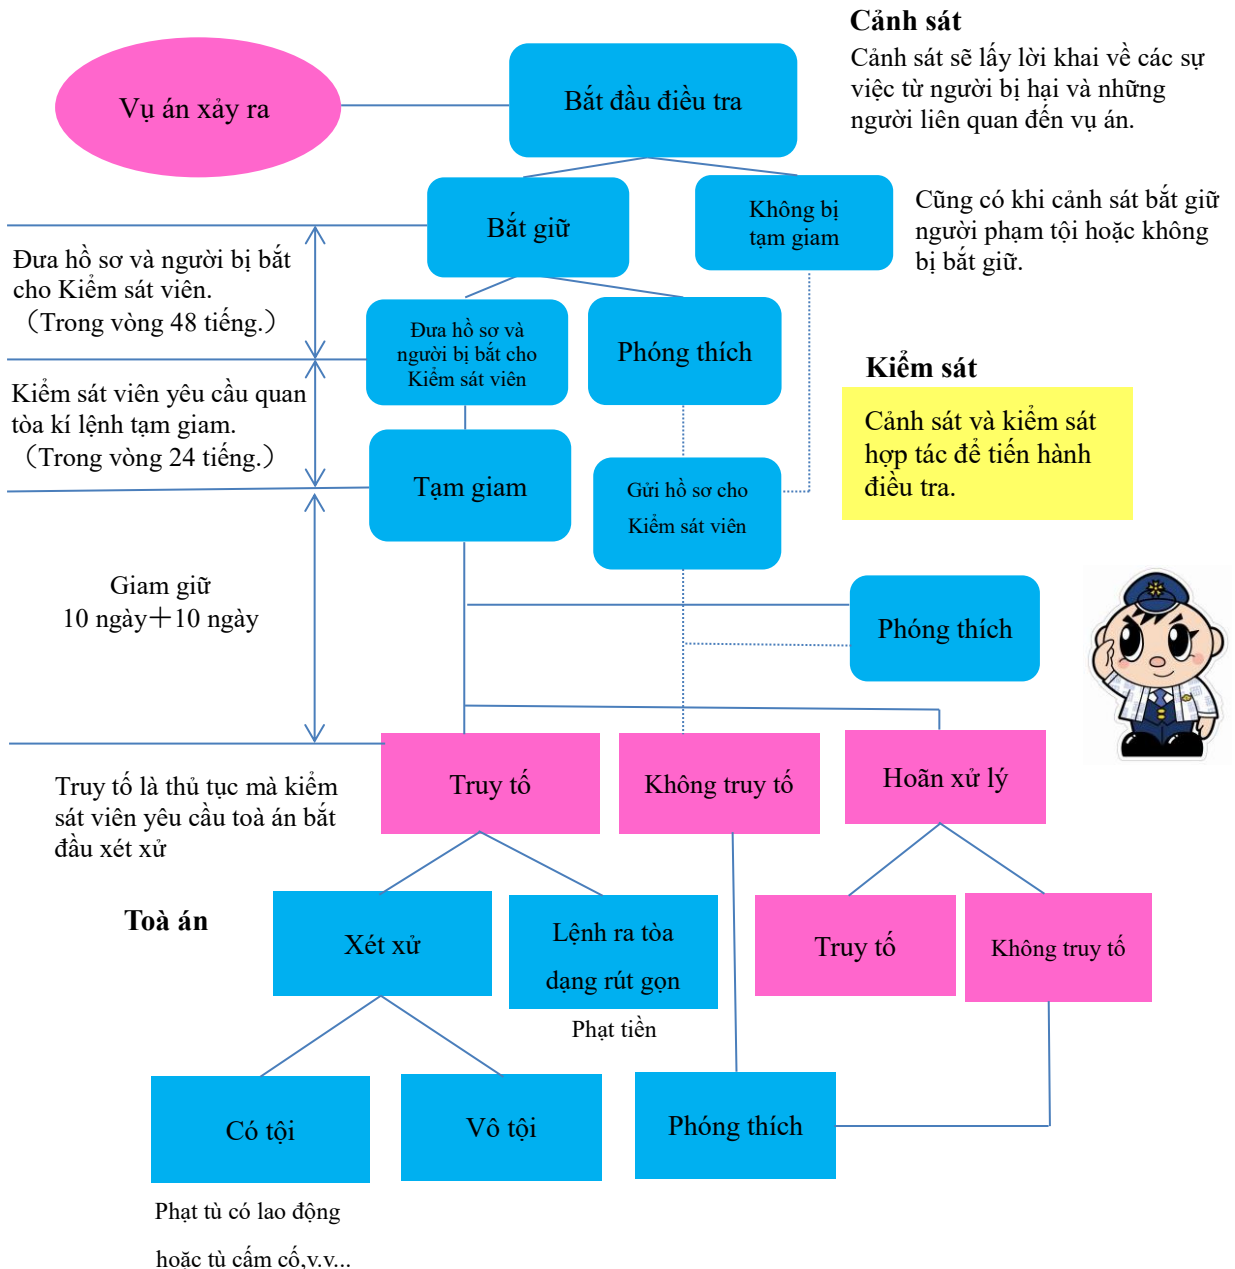 Cảnh sát
Cảnh sát sẽ lấy lời khai về các sự
việc từ người bị hại và những
người liên quan đến vụ án.
Vụ án xảy ra
Bắt đầu điều tra
Bắt giữ
Không bị
tạm giam
Cũng có khi cảnh sát bắt giữ
người phạm tội hoặc không
bị bắt giữ.
Đưa hồ sơ và người bị bắt
cho Kiểm sát viên.
（Trong vòng 48 tiếng.）
Đưa hồ sơ và
người bị bắt cho
Kiểm sát viên
Phóng thích
Kiểm sát
Cảnh sát và kiểm sát
hợp tác để tiến hành
điều tra.
Kiểm sát viên yêu cầu quan
tòa kí lệnh tạm giam.
（Trong vòng 24 tiếng.）
Tạm giam
Gửi hồ sơ cho
Kiểm sát viên
Giam giữ
10 ngày＋10 ngày
Phóng thích
Truy tố
Không truy tố
Hoãn xử lý
Truy tố là thủ tục mà kiểm
sát viên yêu cầu toà án bắt
đầu xét xử
Toà án
Xét xử
Lệnh ra tòa
dạng rút gọn
Phạt tiền
Truy tố
Không truy tố
Có tội
Vô tội
Phóng thích
Phạt tù có lao động
hoặc tù cấm cố,v.v...